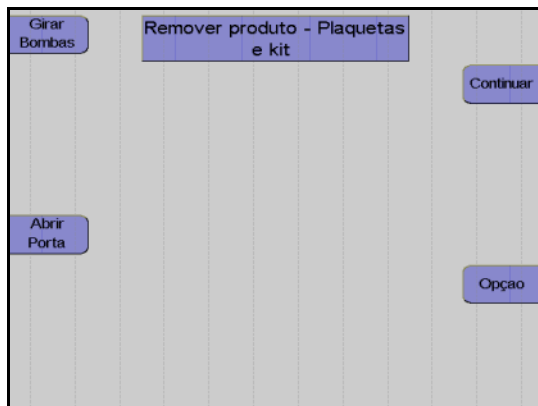 Girar
Bombas
Remover produto - Plaquetas
e kit
Continuar
Abrir
Porta
Opçao